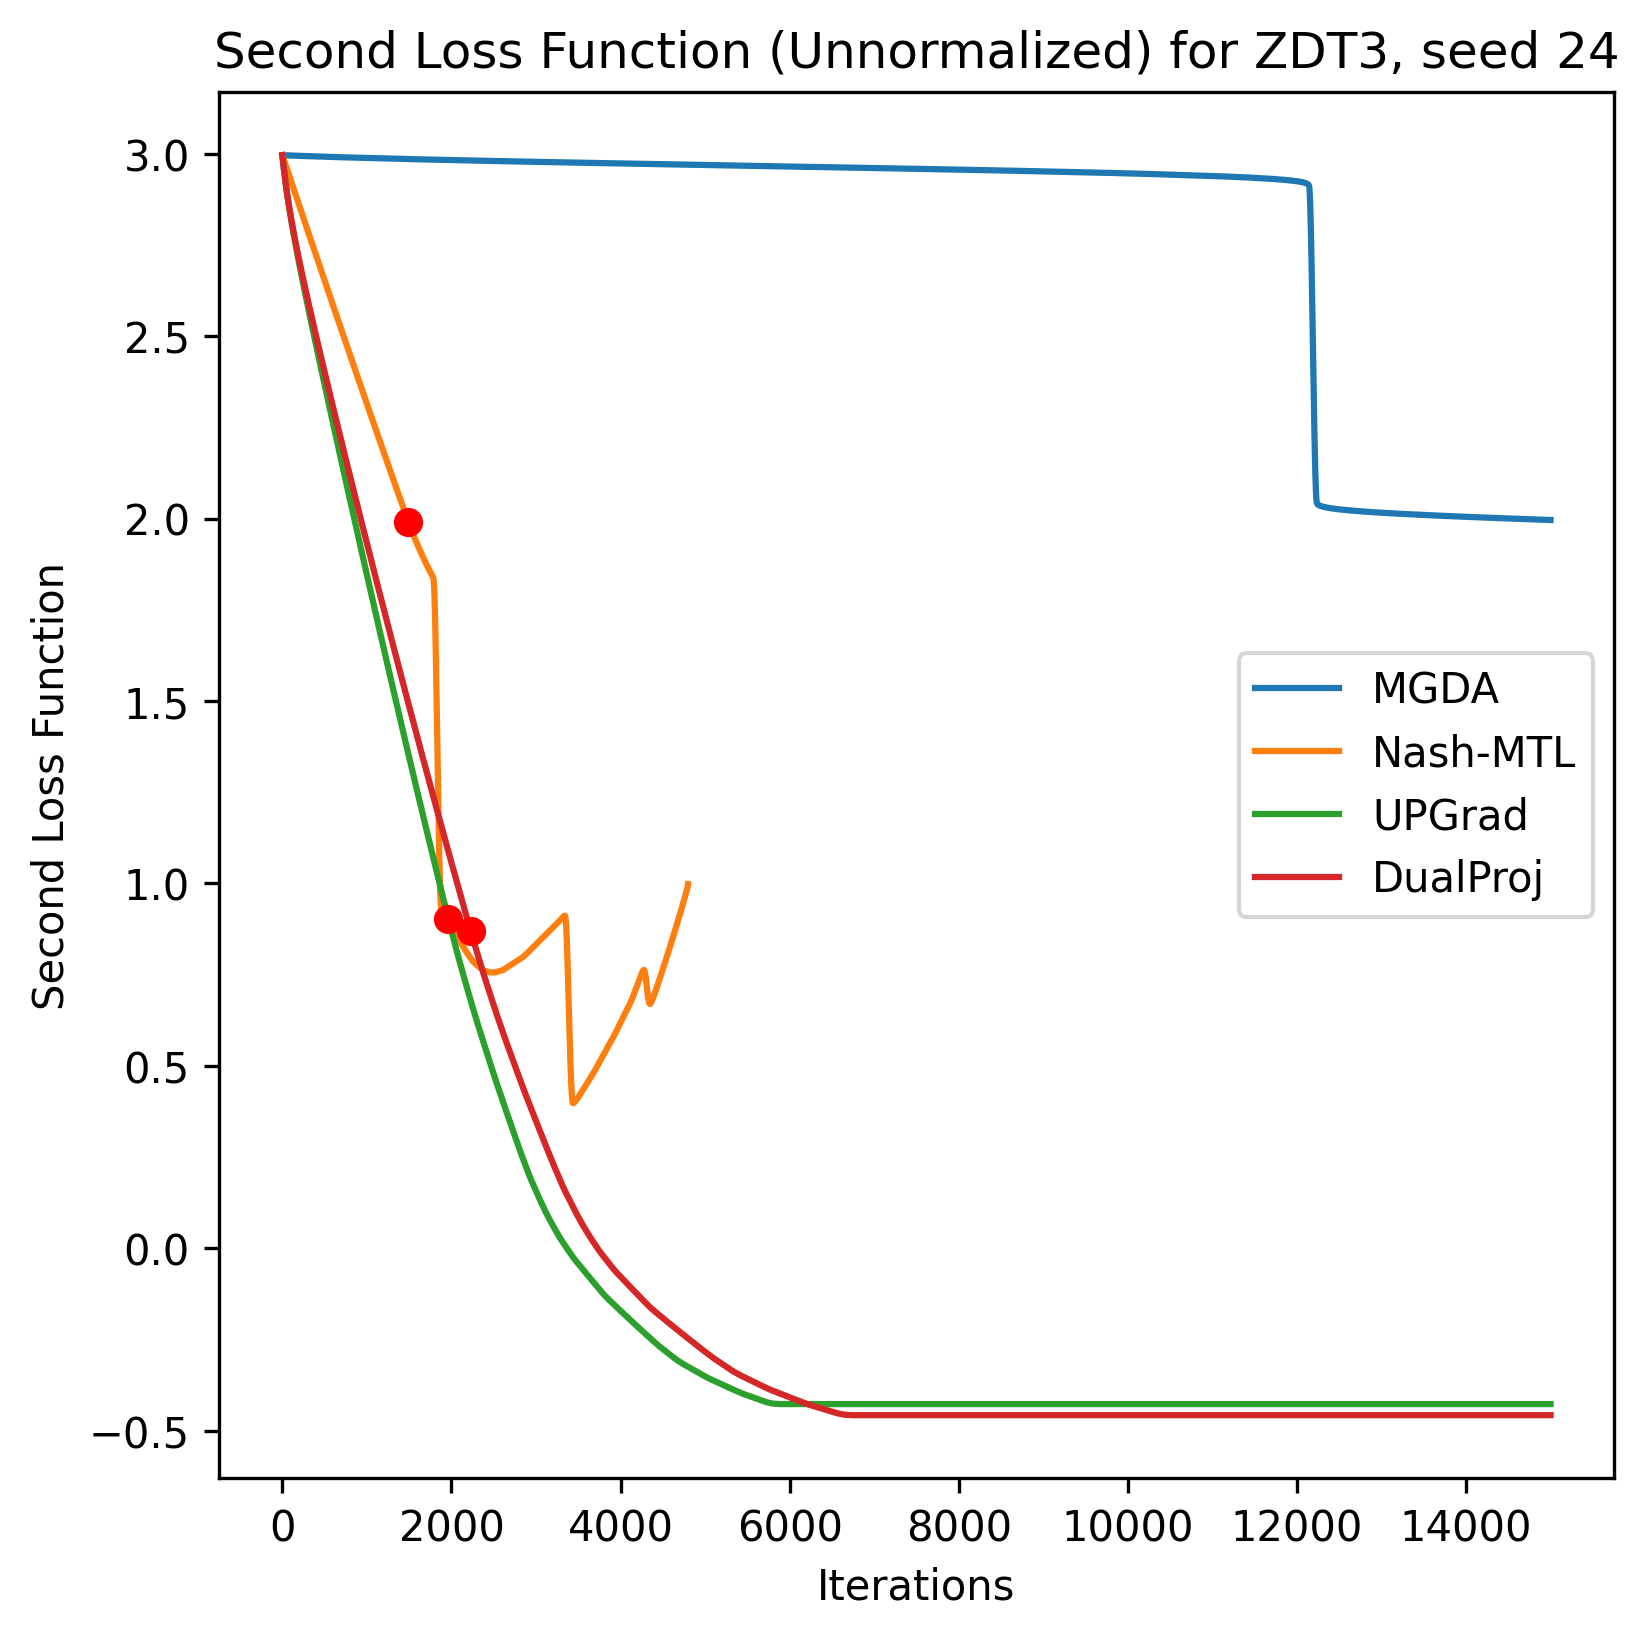 Second Loss Function (Unnormalized) for ZDT3, seed 24
3.0
2.5
2.0
1.5
1.0
0.5
0.0
−0.5
Second Loss Function
MGDA
Nash-MTL
UPGrad
DualProj
0 2000 4000 6000 8000 10000 12000 14000
Iterations